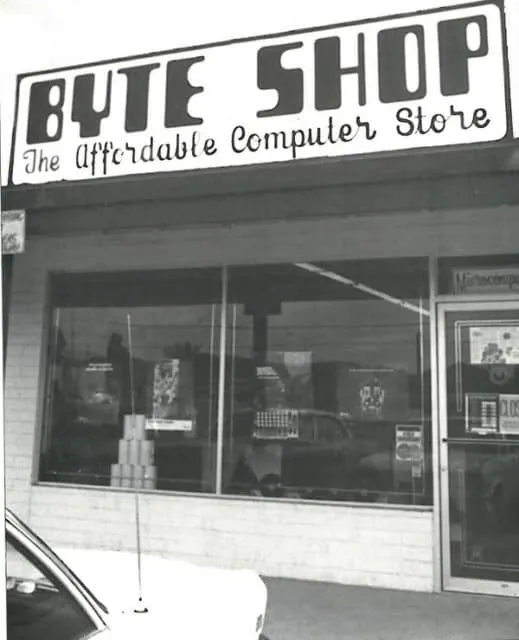 BYTE SHOP
The Affordable Computer Store